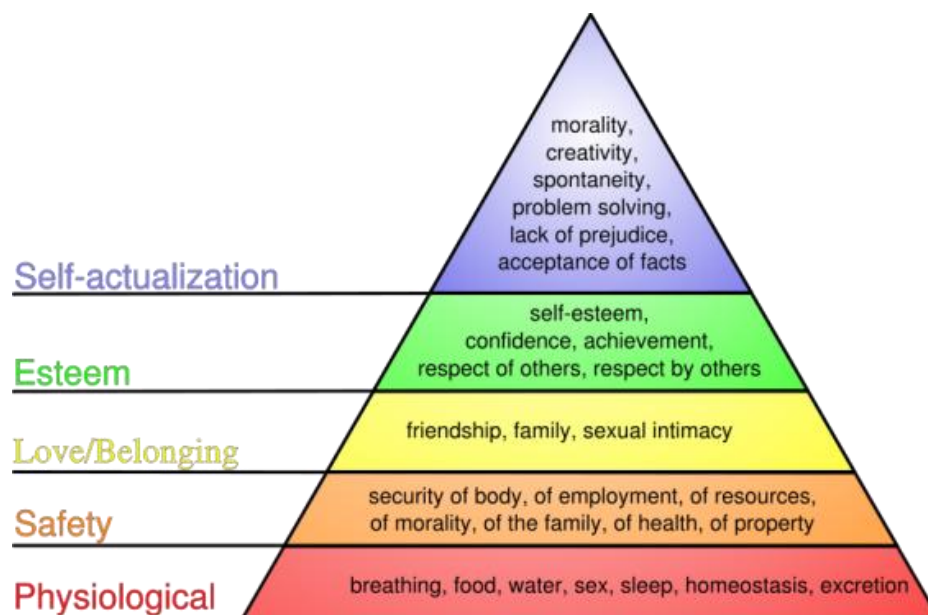 morality,
creativity,
spontaneity,
problem solving,
lack of prejudice,
acceptance of facts
Self-actualization
self-esteem,
confidence, achievement,
respect of others, respect by others
Esteem
friendship, family, sexual intimacy
Love/Belonging
security of body, of employment, of resources,
of morality, of the family, of health, of property
Safety
breathing, food, water, sex, sleep, homeostasis, excretion
Physiological